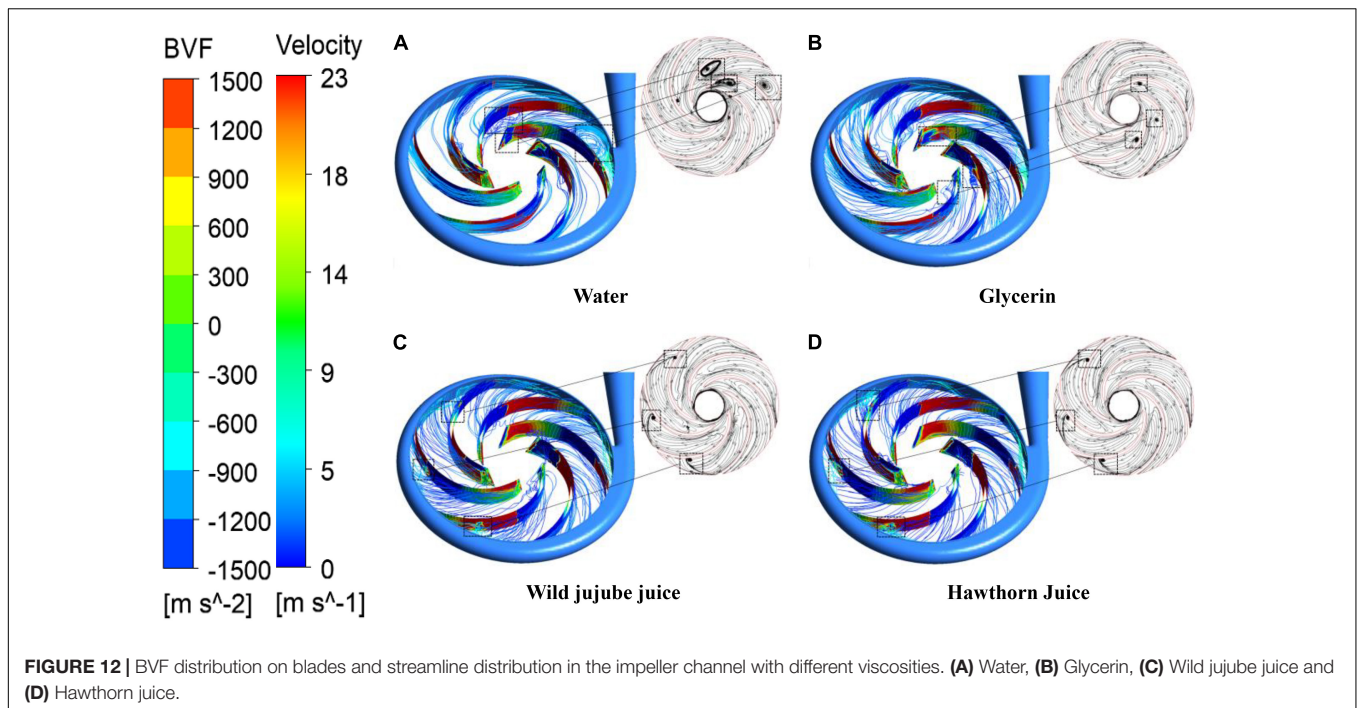 BVF
1500
1200
900
600
300
0
-300
-600
-900
-1200
-1500
[m s^-2]
Velocity
23
18
14
9
5
0
[m s^-1]
A
Water
B
Glycerin
C
Wild jujube juice
D
Hawthorn Juice
FIGURE 12 | BVF distribution on blades and streamline distribution in the impeller channel with different viscosities. (A) Water, (B) Glycerin, (C) Wild jujube juice and
(D) Hawthorn juice.